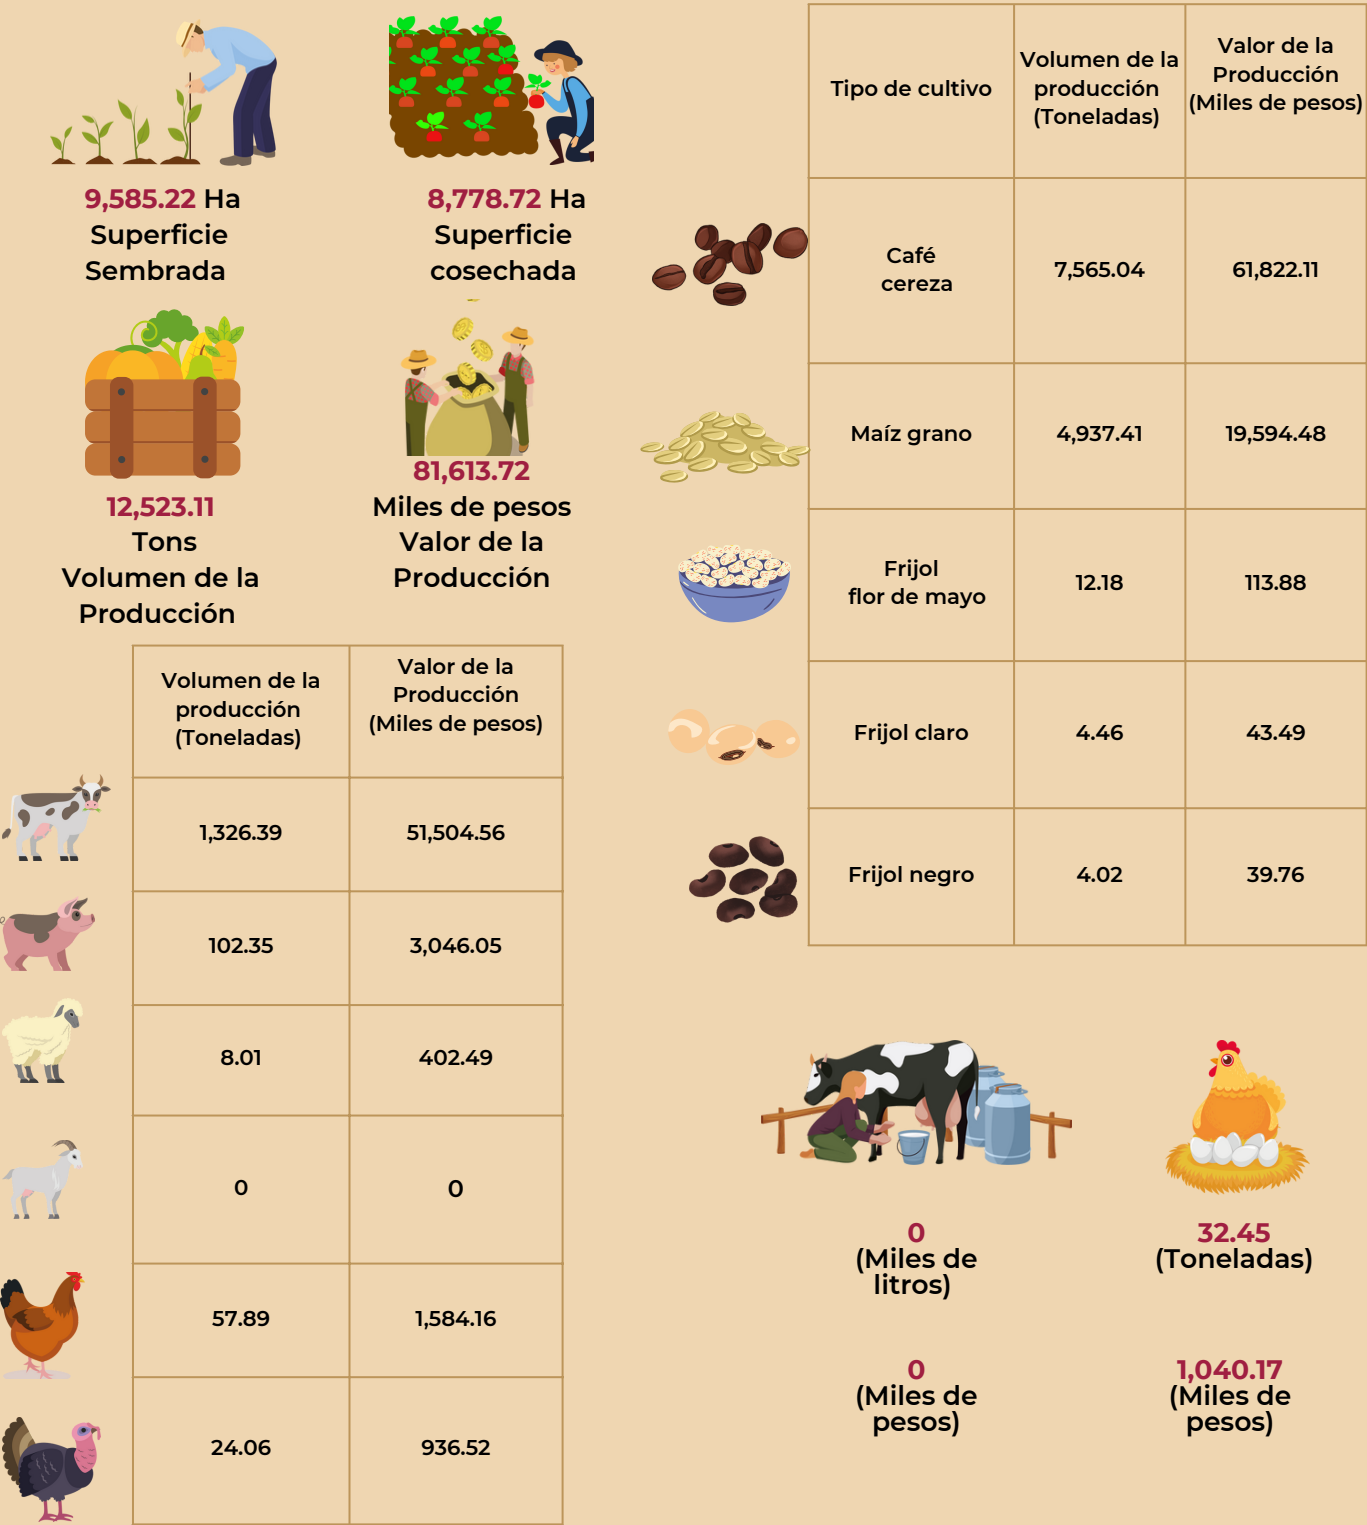 9,585.22 Ha
Superficie
Sembrada
8,778.72 Ha
Superficie
cosechada
12,523.11
Tons
Volumen de la
Producción
81,613.72
Miles de pesos
Valor de la
Producción
Tipo de cultivo
Volumen de la
producción
(Toneladas)
Valor de la
Producción
(Miles de pesos)
Café
cereza
7,565.04
61,822.11
Maíz grano
4,937.41
19,594.48
Frijol
flor de mayo
12.18
113.88
Frijol claro
4.46
43.49
Frijol negro
4.02
39.76
Volumen de la
producción
(Toneladas)
Valor de la
Producción
(Miles de pesos)
1,326.39
51,504.56
102.35
3,046.05
8.01
402.49
0
0
57.89
1,584.16
24.06
936.52
0
(Miles de
litros)
32.45
(Toneladas)
0
(Miles de
pesos)
1,040.17
(Miles de
pesos)